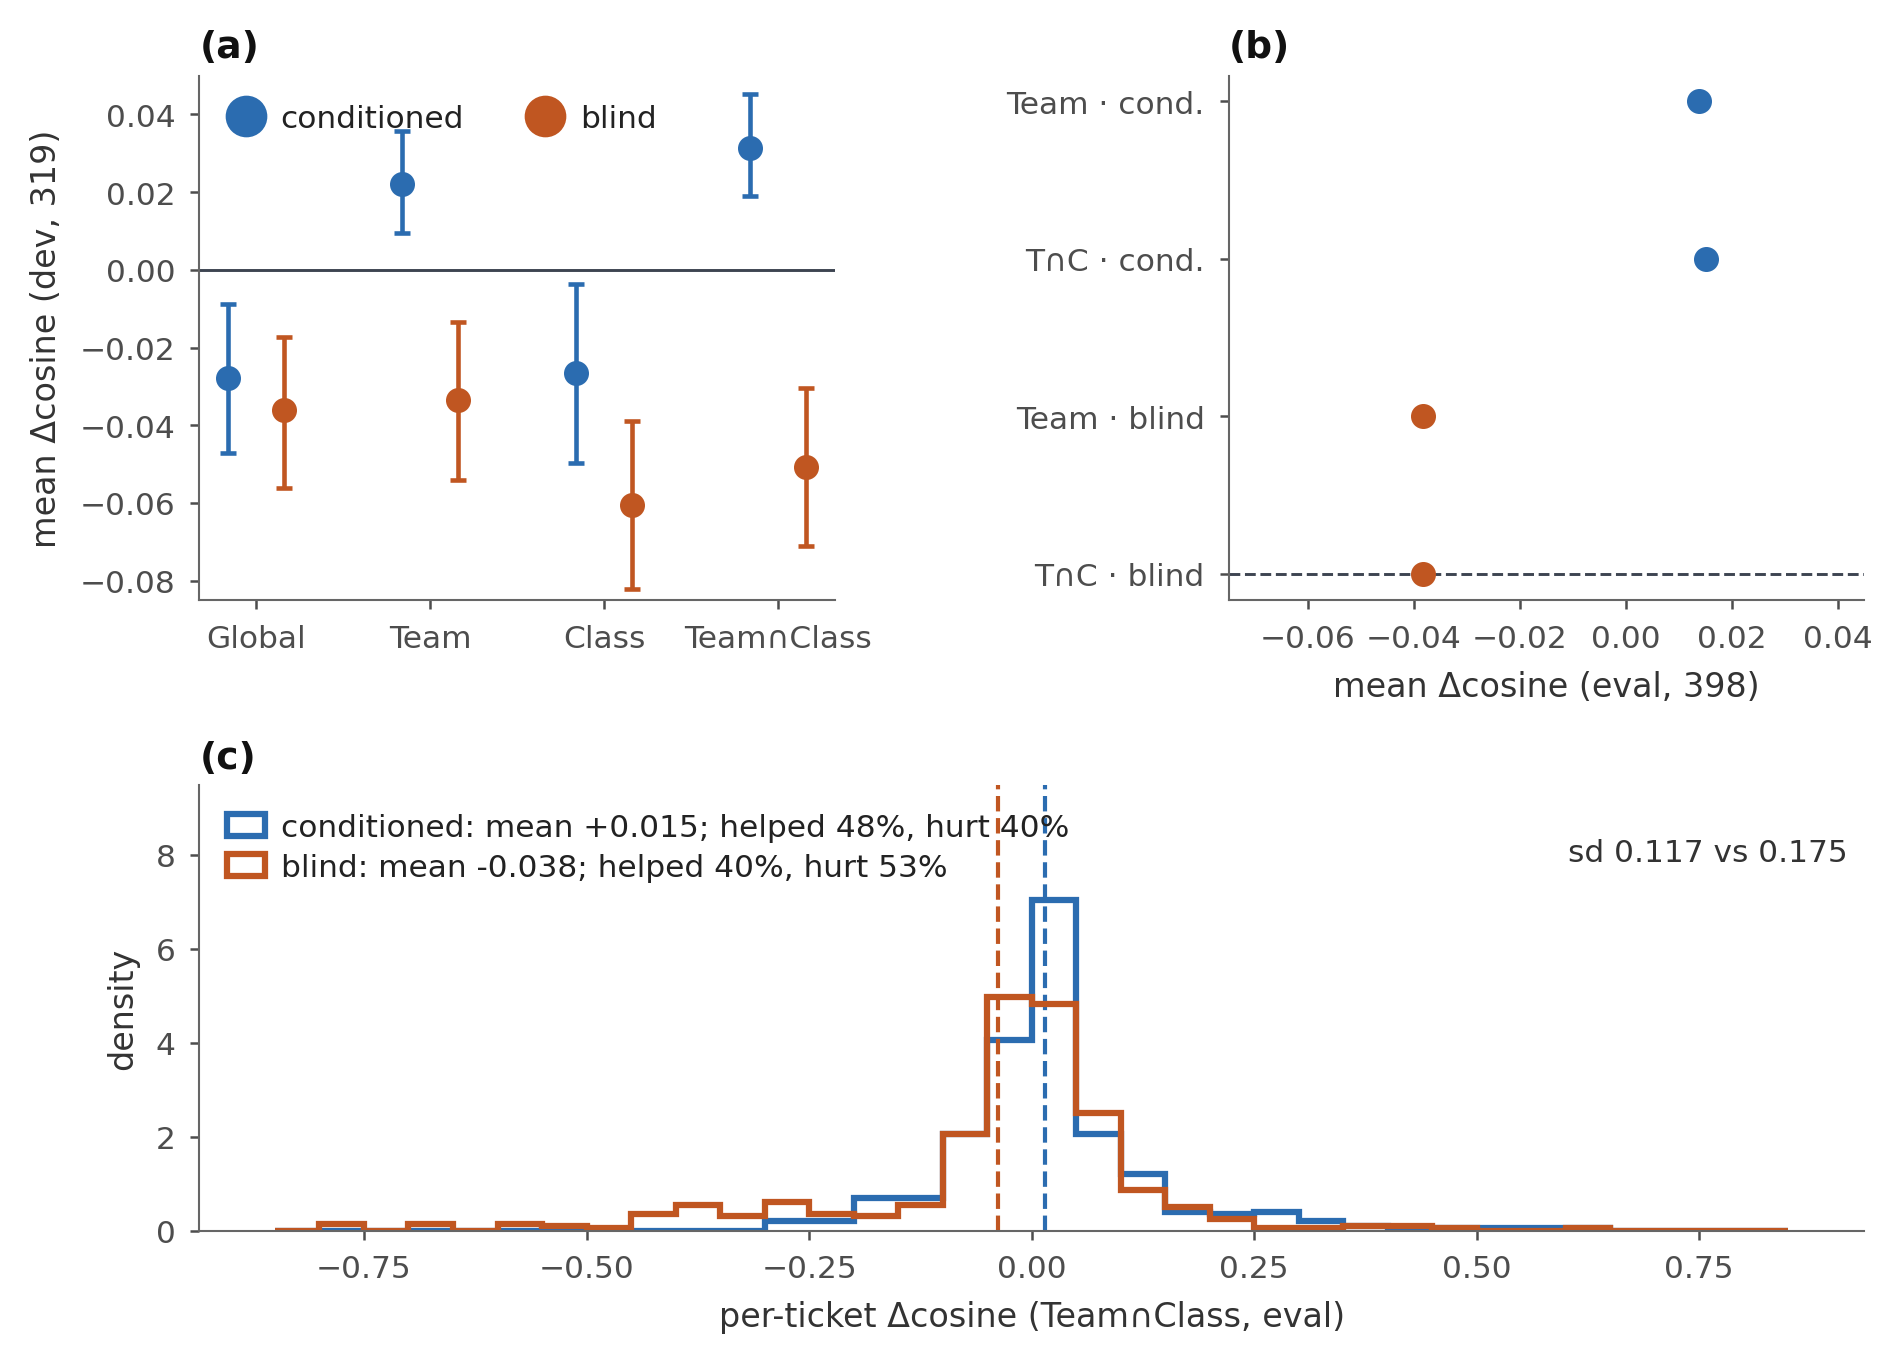 (a)
conditioned
blind
mean Δcosine (dev, 319)
0.04
0.02
0.00
−0.02
−0.04
−0.06
−0.08
Global
Team
Class
Team∩Class
(b)
Team · cond.
T∩C · cond.
Team · blind
T∩C · blind
−0.06
−0.04
−0.02
0.00
0.02
0.04
mean Δcosine (eval, 398)
(c)
conditioned: mean +0.015; helped 48%, hurt 40%
blind: mean -0.038; helped 40%, hurt 53%
sd 0.117 vs 0.175
density
8
6
4
2
0
−0.75
−0.50
−0.25
0.00
0.25
0.50
0.75
per-ticket Δcosine (Team∩Class, eval)